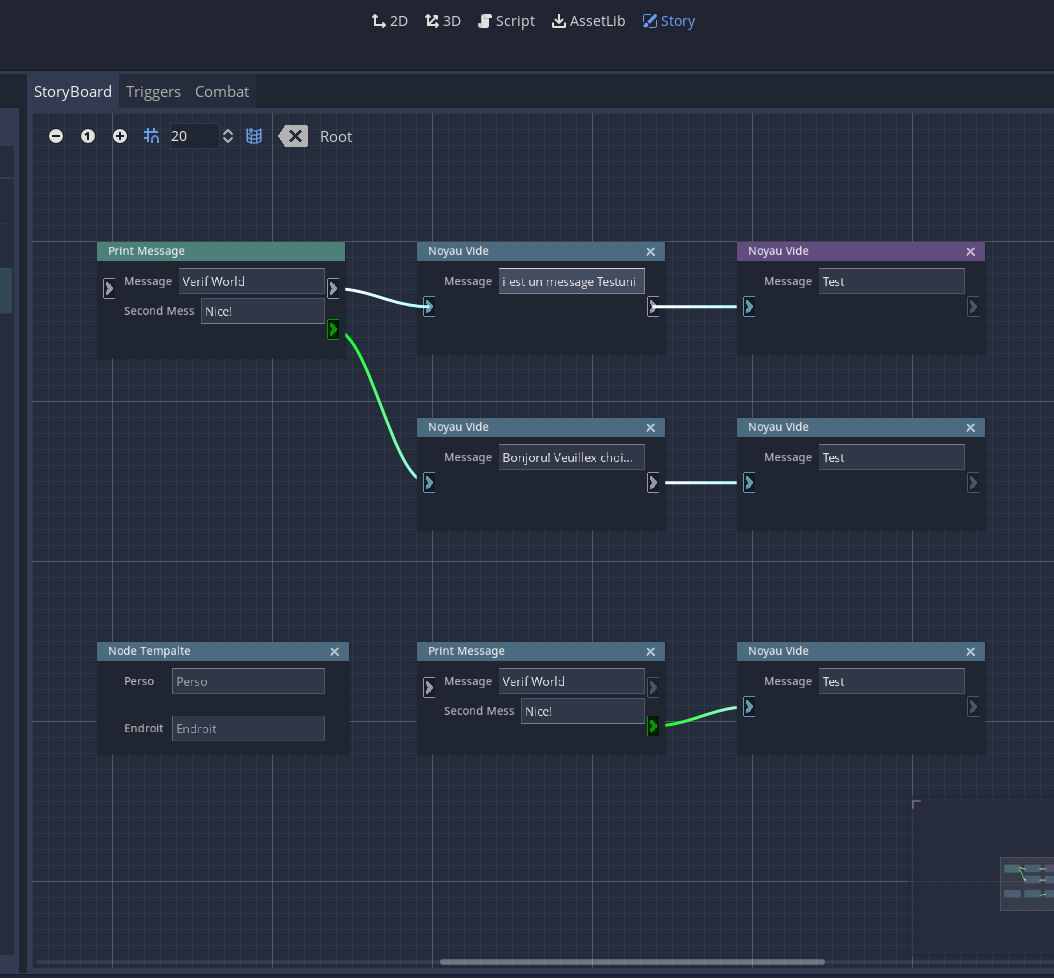 2D 3D Script AssetLib Story
StoryBoard Triggers Combat
1 20 Root
Print Message
Message Verif World
Second Mess Nice!
Noyau Vide
Message i est un message Testuni
Noyau Vide
Message Test
Noyau Vide
Message Bonjoru! Veuillex choi...
Noyau Vide
Message Test
Node Tempalte
Perso Perso
Endroit Endroit
Print Message
Message Verif World
Second Mess Nice!
Noyau Vide
Message Test